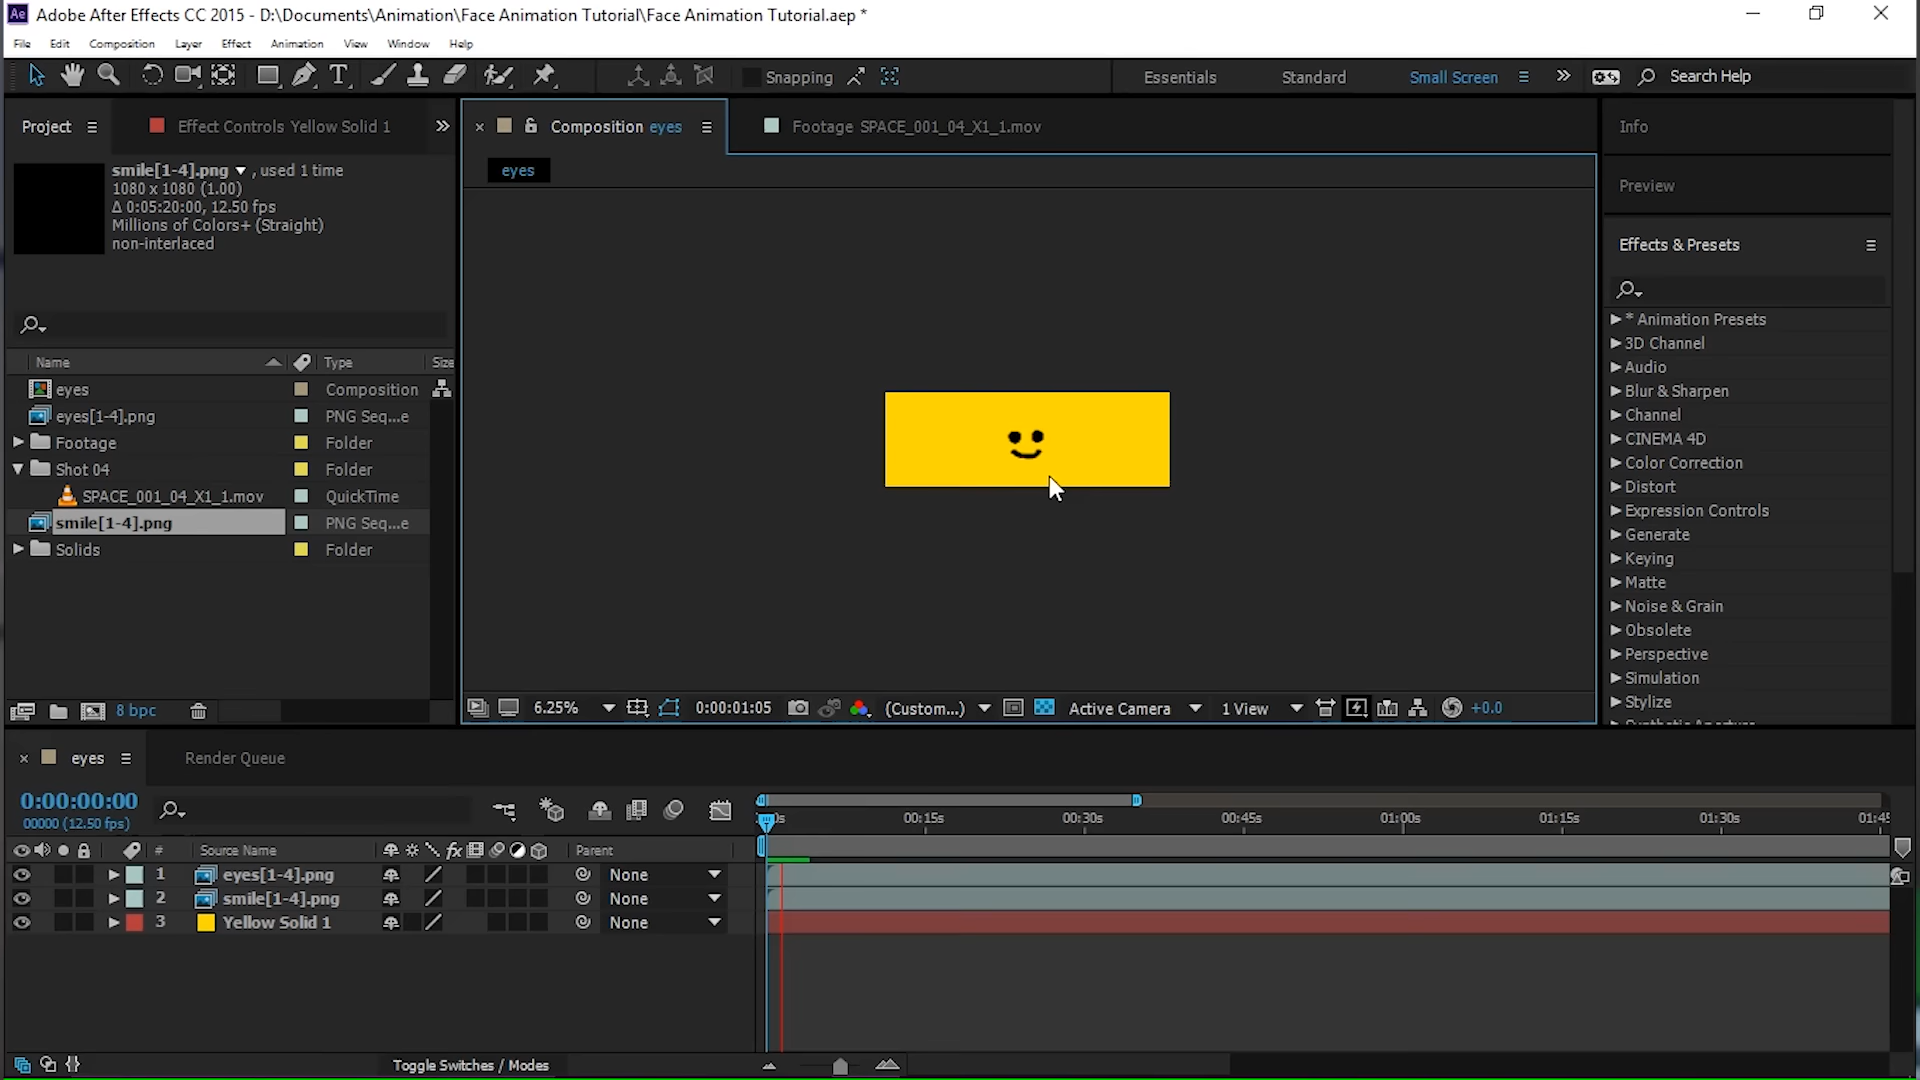 Ae Adobe After Effects CC 2015 - D:\Documents\Animation\Face Animation Tutorial\Face Animation Tutorial.aep *
File Edit Composition Layer Effect Animation View Window Help
Snapping Essentials Standard Small Screen Search Help
Project Effect Controls Yellow Solid 1
Composition eyes Footage SPACE_001_04_X1_1.mov
Info
smile[1-4].png , used 1 time
1080 x 1080 (1.00)
Δ 0:05:20:00, 12.50 fps
Millions of Colors+ (Straight)
non-interlaced
eyes
Preview
Effects & Presets
Name Type Size
eyes Composition
eyes[1-4].png PNG Seq...e
Footage Folder
Shot 04 Folder
SPACE_001_04_X1_1.mov QuickTime
smile[1-4].png PNG Seq...e
Solids Folder
* Animation Presets
3D Channel
Audio
Blur & Sharpen
Channel
CINEMA 4D
Color Correction
Distort
Expression Controls
Generate
Keying
Matte
Noise & Grain
Obsolete
Perspective
Simulation
Stylize
Synthetic Aperture
8 bpc
6.25% 0:00:01:05 (Custom...) Active Camera 1 View +0.0
eyes Render Queue
0:00:00:00
00000 (12.50 fps)
0s 00:15s 00:30s 00:45s 01:00s 01:15s 01:30s 01:45
# Source Name fx Parent
1 eyes[1-4].png None
2 smile[1-4].png None
3 Yellow Solid 1 None
Toggle Switches / Modes